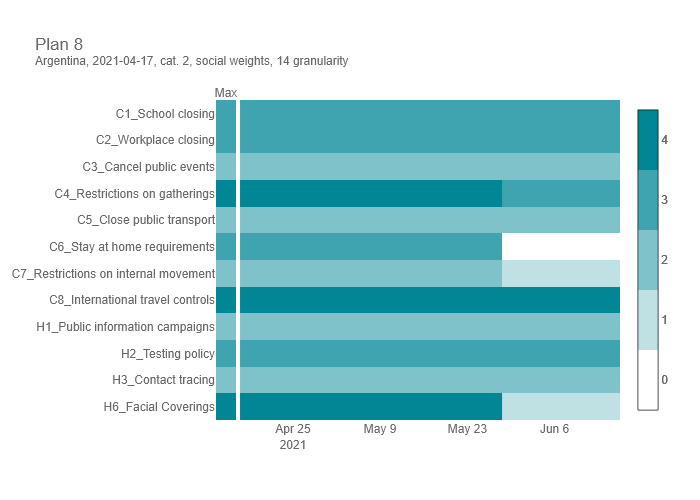 Plan 8
Argentina, 2021-04-17, cat. 2, social weights, 14 granularity
Max
C1_School closing
C2_Workplace closing
C3_Cancel public events
C4_Restrictions on gatherings
C5_Close public transport
C6_Stay at home requirements
C7_Restrictions on internal movement
C8_International travel controls
H1_Public information campaigns
H2_Testing policy
H3_Contact tracing
H6_Facial Coverings
Apr 25 May 9 May 23 Jun 6
2021
4
3
2
1
0